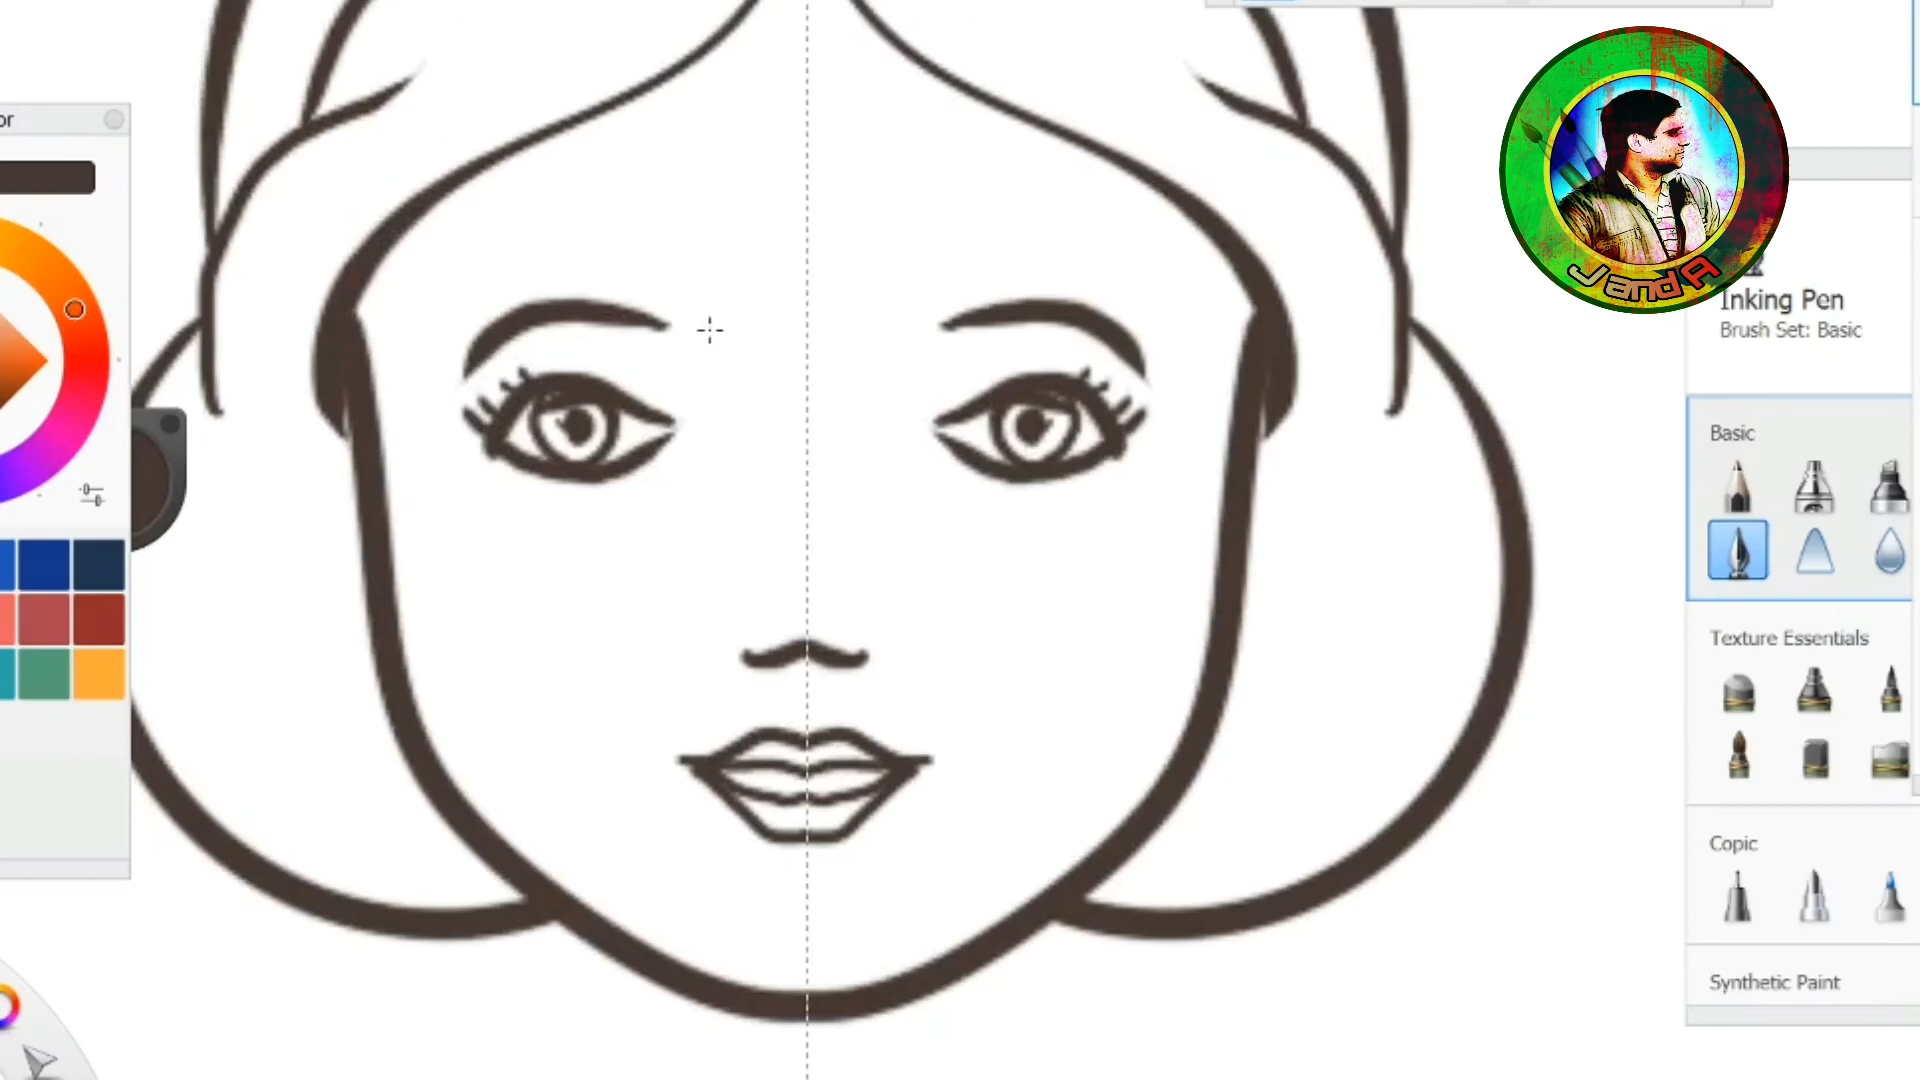 or
JandA
Inking Pen
Brush Set: Basic
Basic
Texture Essentials
Copic
Synthetic Paint